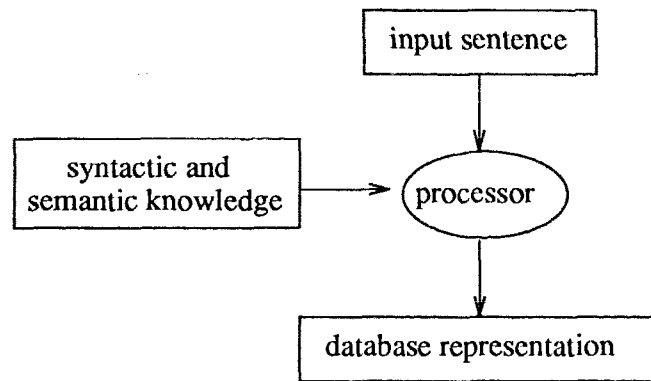 input sentence
syntactic and
semantic knowledge
processor
database representation